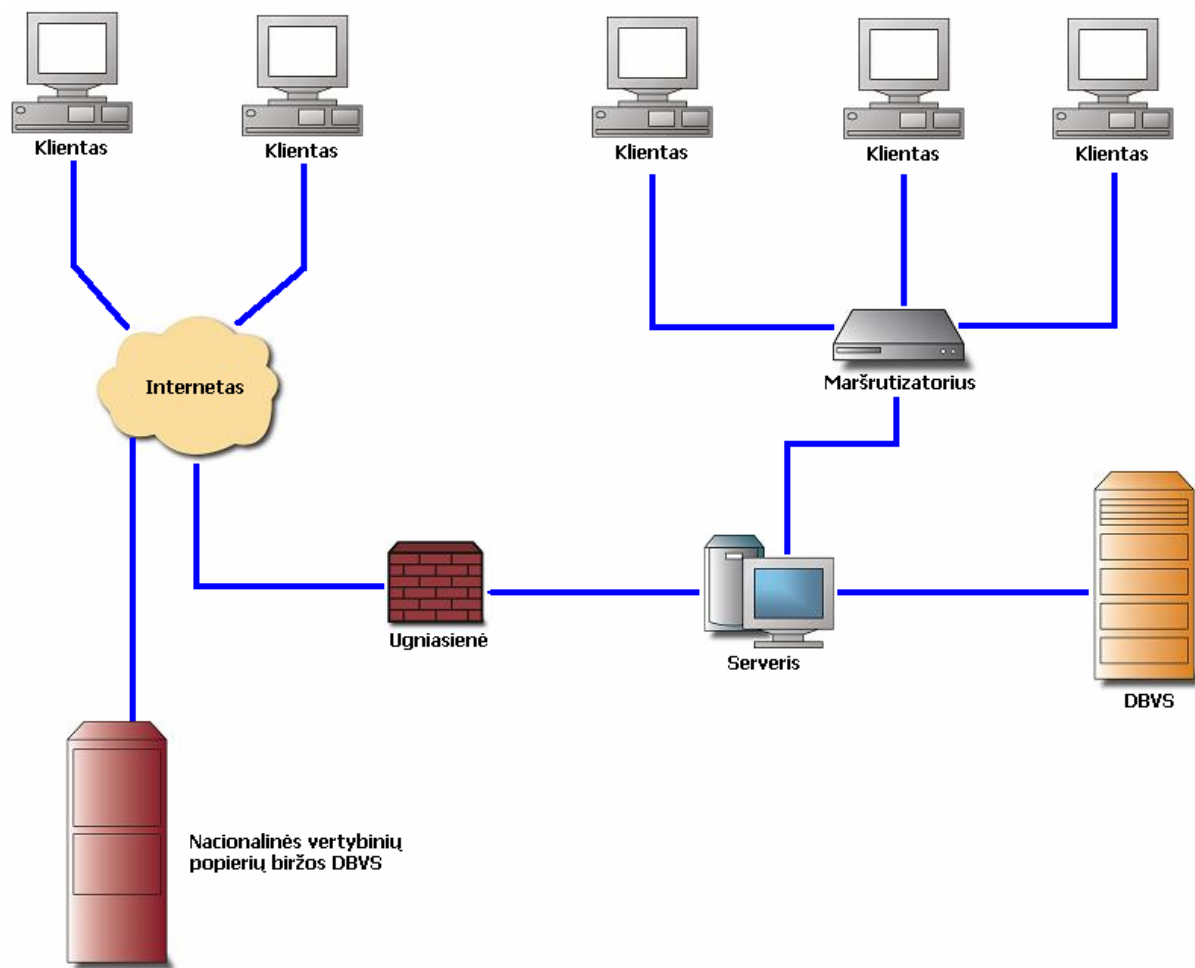 Klientas
Klientas
Klientas
Klientas
Klientas
Internetas
Maršrutizatorius
Ugniasienė
Serveris
DBVS
Nacionalinės vertybinių
popierių biržos DBVS